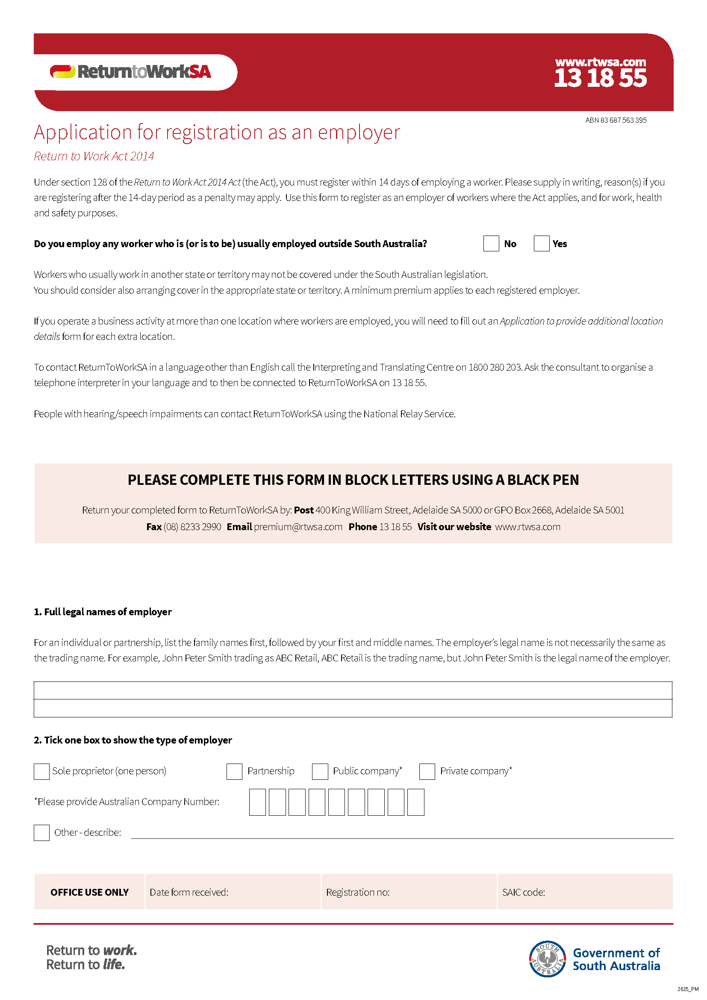 ReturntoWorkSA
www.rtwsa.com
13 18 55
ABN 83 687 563 395
Application for registration as an employer
Return to Work Act 2014
Under section 128 of the Return to Work Act 2014 Act (the Act), you must register within 14 days of employing a worker. Please supply in writing, reason(s) if you
are registering after the 14-day period as a penalty may apply.  Use this form to register as an employer of workers where the Act applies, and for work, health
and safety purposes.
Do you employ any worker who is (or is to be) usually employed outside South Australia? No Yes
Workers who usually work in another state or territory may not be covered under the South Australian legislation.
You should consider also arranging cover in the appropriate state or territory. A minimum premium applies to each registered employer.
If you operate a business activity at more than one location where workers are employed, you will need to fill out an Application to provide additional location
details form for each extra location.
To contact ReturnToWorkSA in a language other than English call the Interpreting and Translating Centre on 1800 280 203. Ask the consultant to organise a
telephone interpreter in your language and to then be connected to ReturnToWorkSA on 13 18 55.
People with hearing/speech impairments can contact ReturnToWorkSA using the National Relay Service.
PLEASE COMPLETE THIS FORM IN BLOCK LETTERS USING A BLACK PEN
Return your completed form to ReturnToWorkSA by: Post 400 King William Street, Adelaide SA 5000 or GPO Box 2668, Adelaide SA 5001
Fax (08) 8233 2990 Email premium@rtwsa.com Phone 13 18 55 Visit our website www.rtwsa.com
1. Full legal names of employer
For an individual or partnership, list the family names first, followed by your first and middle names. The employer's legal name is not necessarily the same as
the trading name. For example, John Peter Smith trading as ABC Retail, ABC Retail is the trading name, but John Peter Smith is the legal name of the employer.
2. Tick one box to show the type of employer
Sole proprietor (one person) Partnership Public company* Private company*
*Please provide Australian Company Number:
Other - describe:
OFFICE USE ONLY Date form received: Registration no: SAIC code:
Return to work.
Return to life.
SOUTH AUSTRALIA
Government of
South Australia
2625_PM